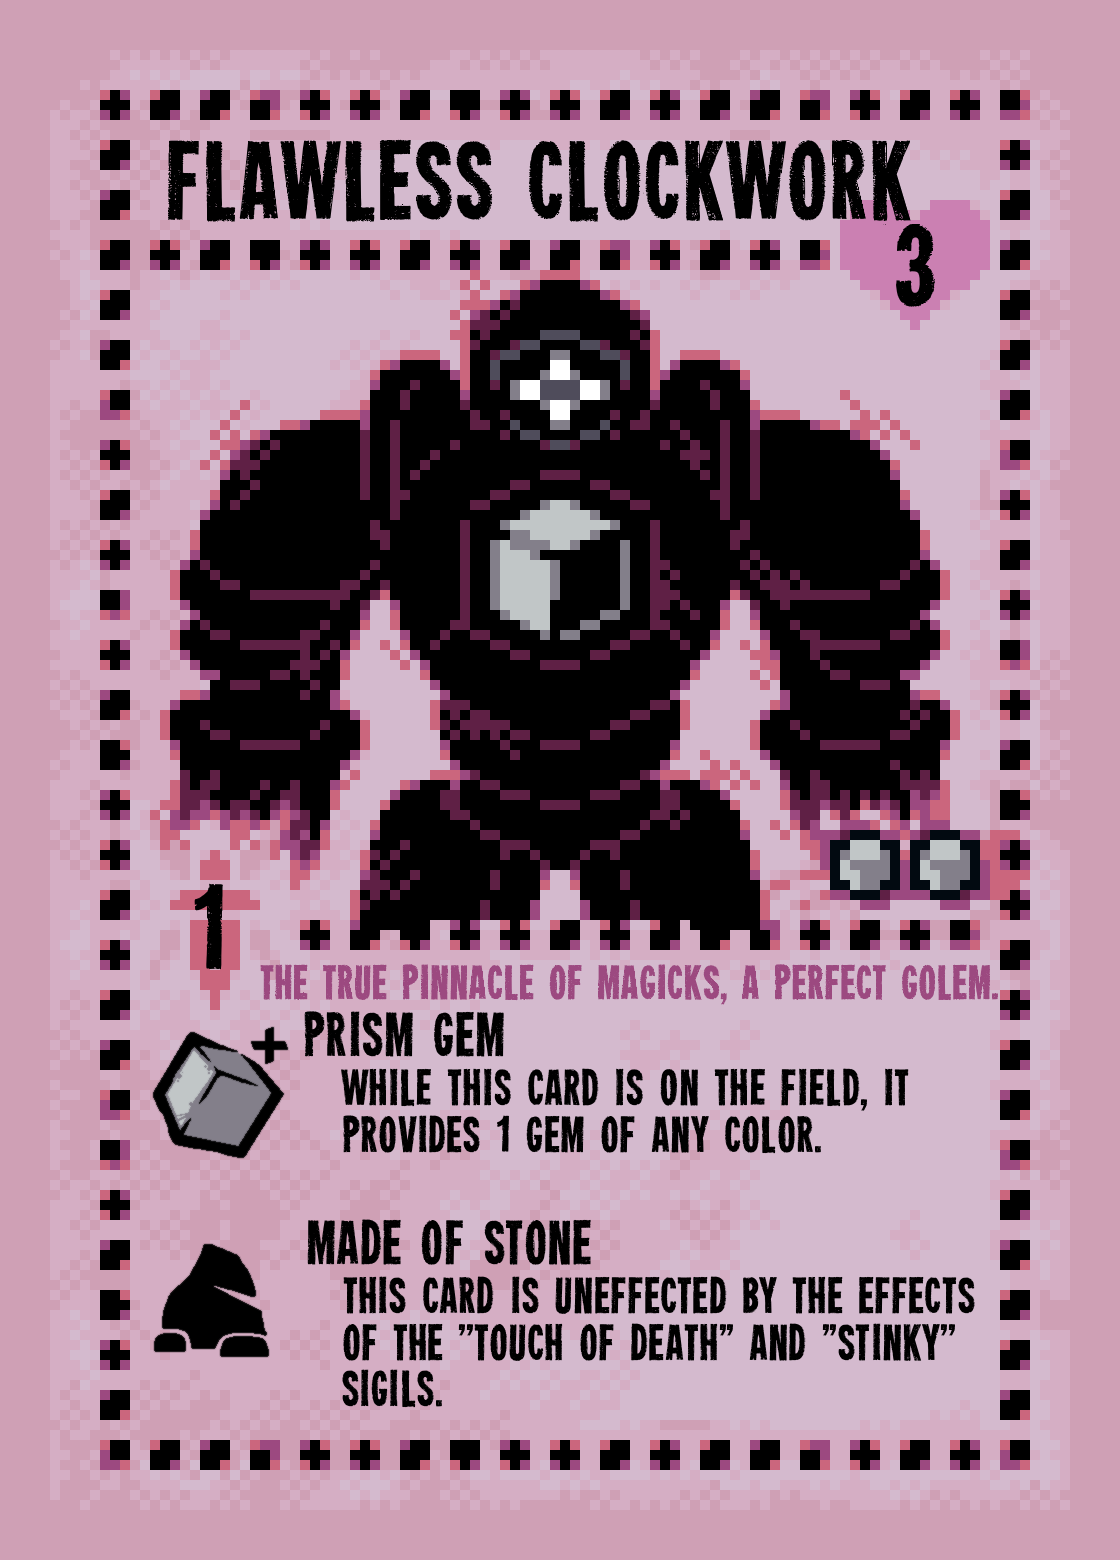 FLAWLESS CLOCKWORK
3
1
THE TRUE PINNACLE OF MAGICKS, A PERFECT GOLEM.
+ PRISM GEM
WHILE THIS CARD IS ON THE FIELD, IT
PROVIDES 1 GEM OF ANY COLOR.
MADE OF STONE
THIS CARD IS UNEFFECTED BY THE EFFECTS
OF THE "TOUCH OF DEATH" AND "STINKY"
SIGILS.